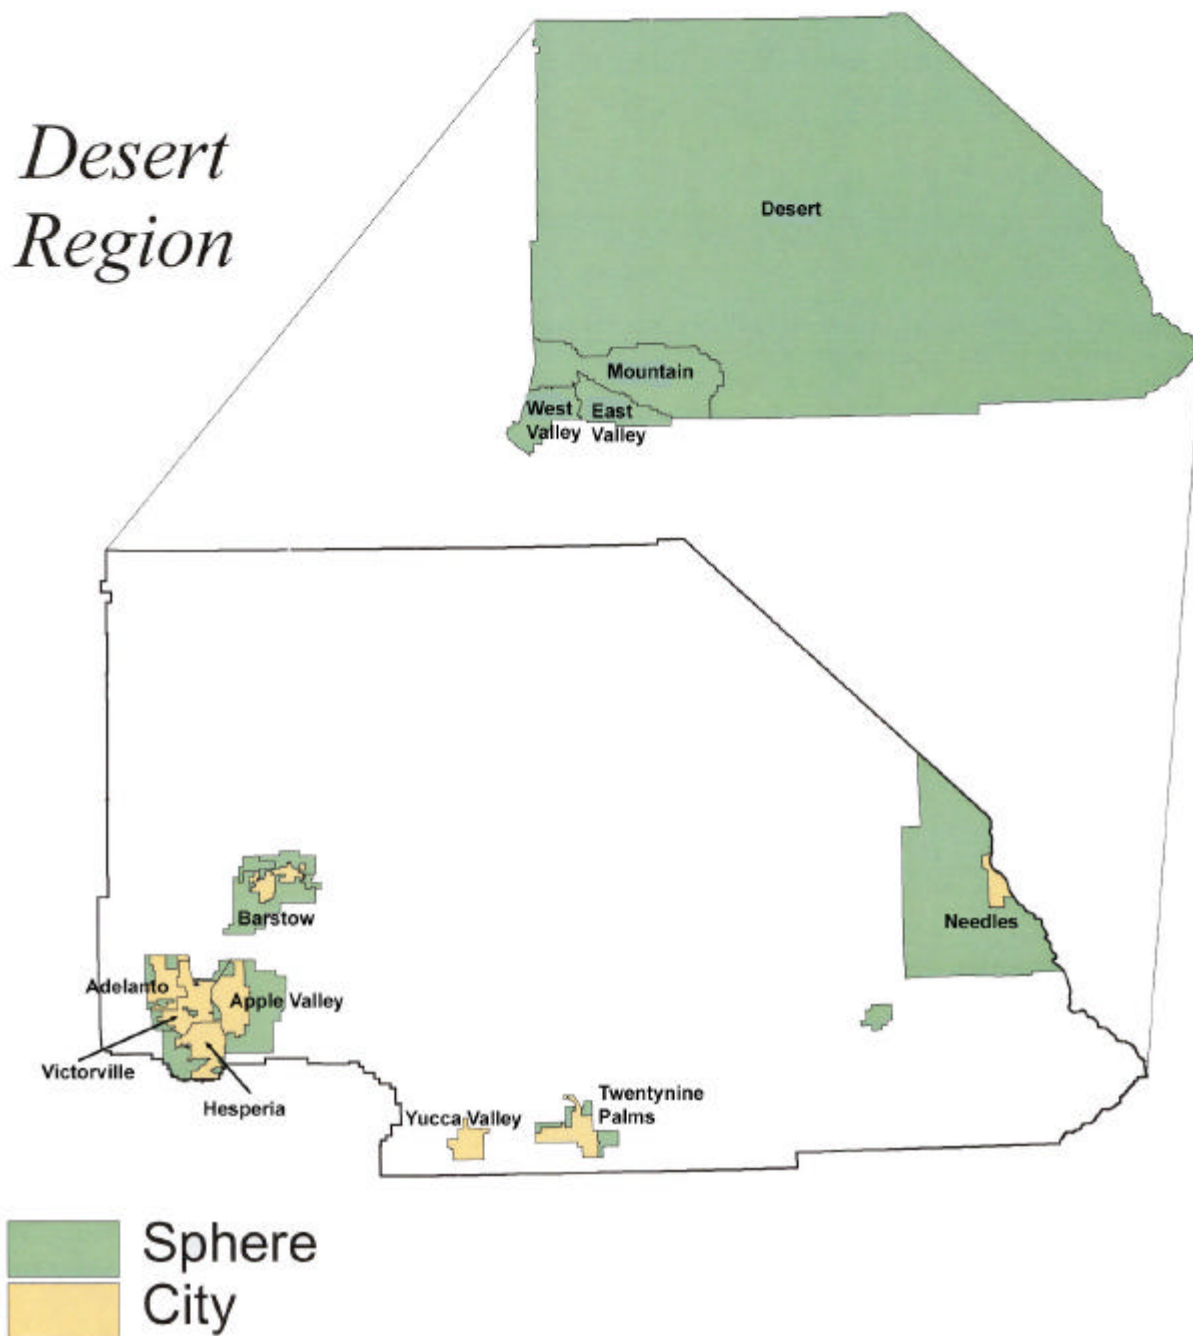 Desert
Region
Desert
Mountain
West
Valley
East
Valley
Barstow
Needles
Adelanto
Apple Valley
Victorville
Hesperia
Yucca Valley
Twentynine
Palms
Sphere
City